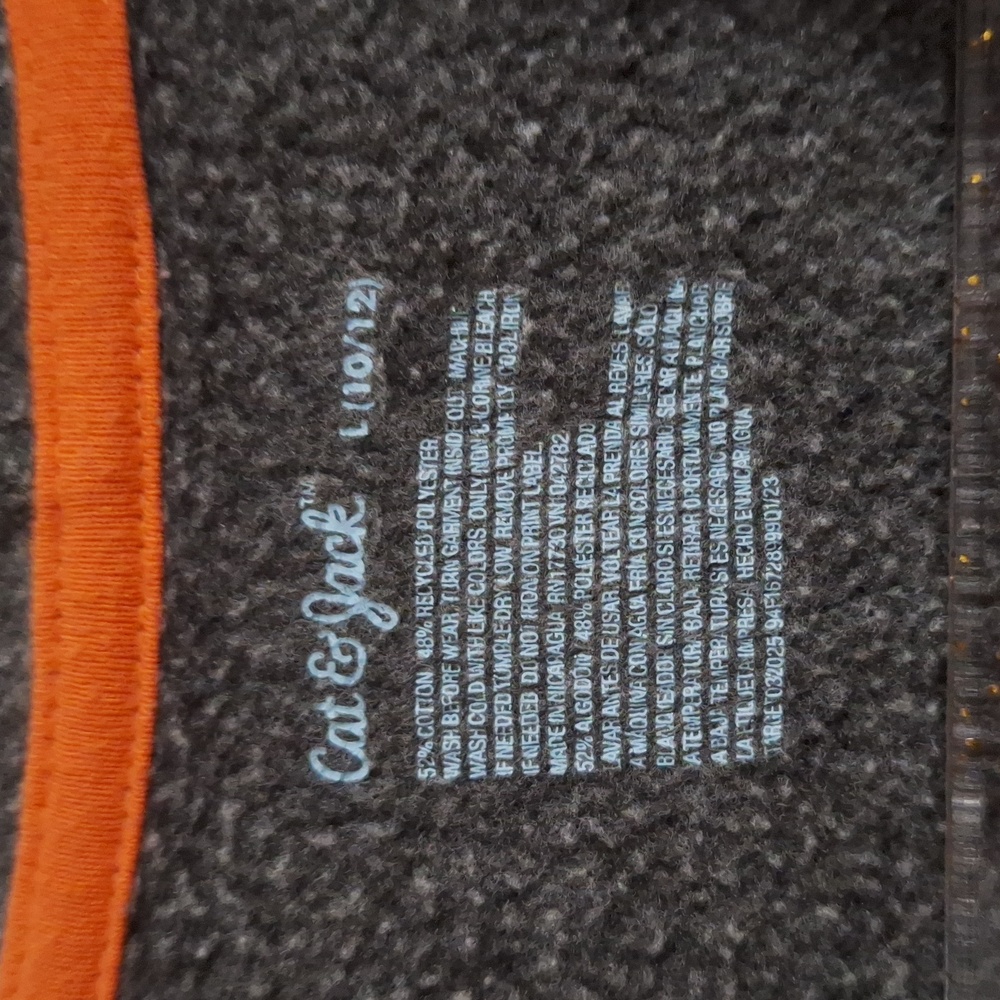 Cat & Jack™ L (10/12)
52% COTTON / 48% RECYCLED POLYESTER
WASH BEFORE WEAR. TURN GARMENT INSIDE OUT. MACHINE
WASH COLD WITH LIKE COLORS. ONLY NON-CHLORINE BLEACH
IF NEEDED. TUMBLE DRY LOW. REMOVE PROMPTLY. COOL IRON
IF NEEDED. DO NOT IRON ON PRINT LABEL.
MADE IN NICARAGUA RN17730 W#002782
52% ALGODÓN / 48% POLIÉSTER RECICLADO
LAVAR ANTES DE USAR. VOLTEAR LA PRENDA AL REVÉS. LAVAR
A MÁQUINA CON AGUA FRÍA CON COLORES SIMILARES. SOLO
BLANQUEADOR SIN CLORO SI ES NECESARIO. SECAR A MÁQUINA
A TEMPERATURA BAJA. RETIRAR OPORTUNAMENTE. PLANCHAR
A BAJA TEMPERATURA SI ES NECESARIO. NO PLANCHAR SOBRE
LA ETIQUETA IMPRESA. HECHO EN NICARAGUA